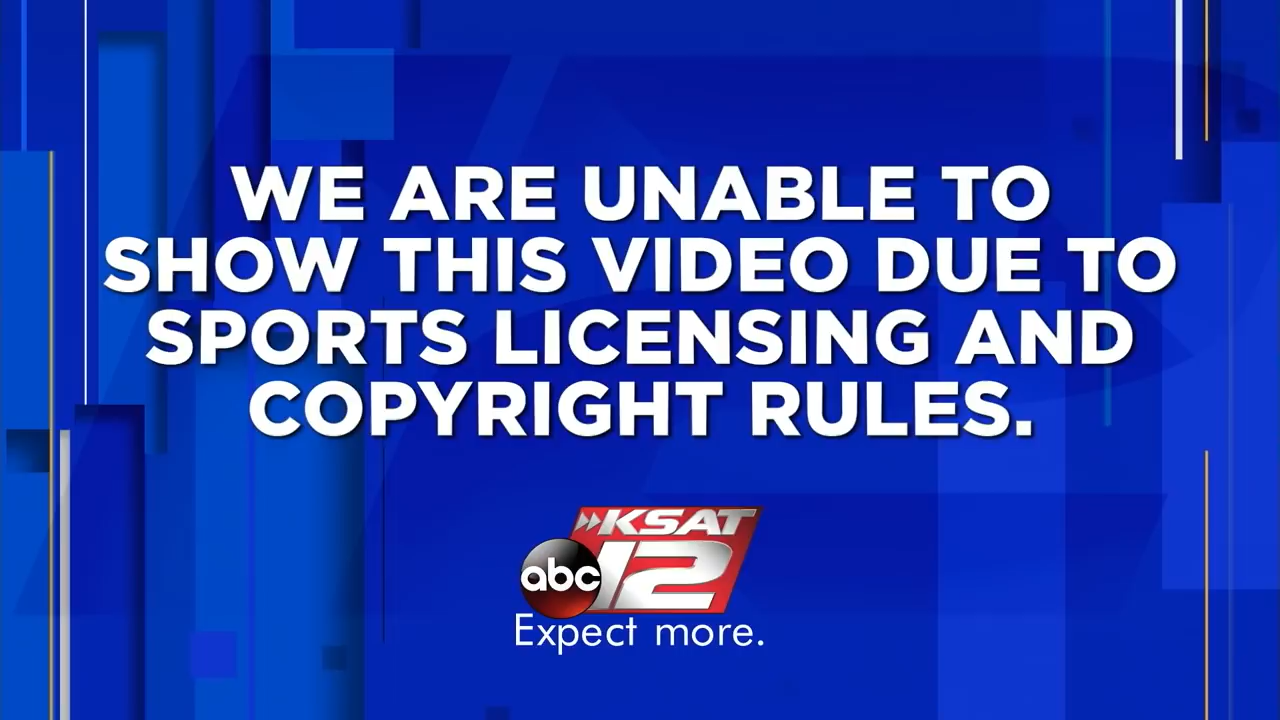 WE ARE UNABLE TO
SHOW THIS VIDEO DUE TO
SPORTS LICENSING AND
COPYRIGHT RULES.
KSAT
abc 12
Expect more.